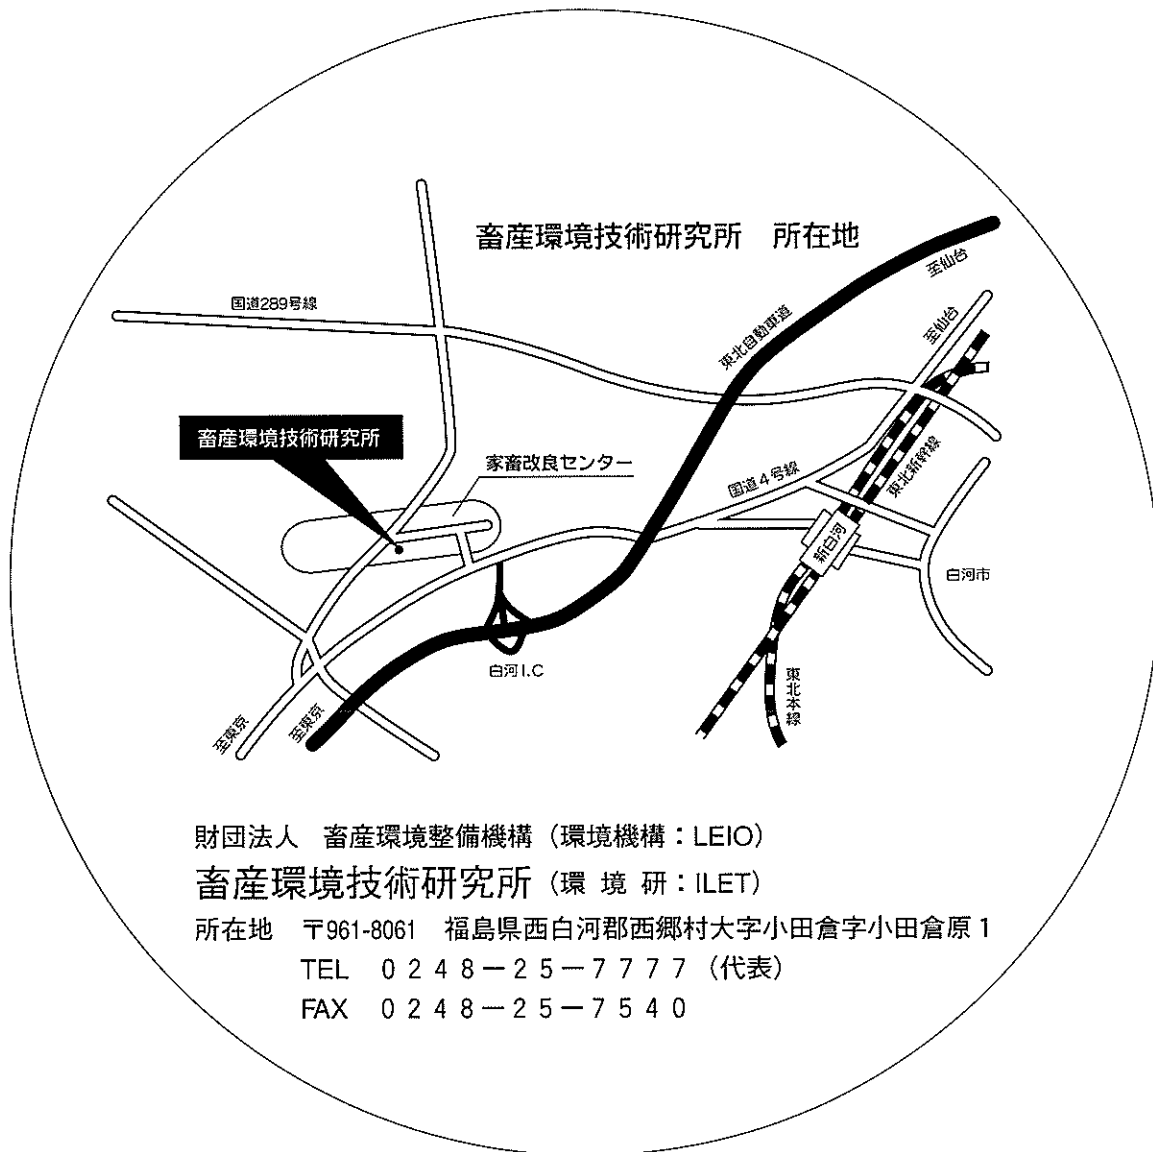 畜産環境技術研究所　所在地
至仙台
国道289号線
東北自動車道
至仙台
畜産環境技術研究所
家畜改良センター
国道4号線
東北新幹線
新白河
白河市
白河I.C
東北本線
至東京
至東京
財団法人　畜産環境整備機構（環境機構：LEIO）
畜産環境技術研究所（環 境 研：ILET）
所在地　〒961-8061　福島県西白河郡西郷村大字小田倉字小田倉原1
TEL　0248－25－7777（代表）
FAX　0248－25－7540